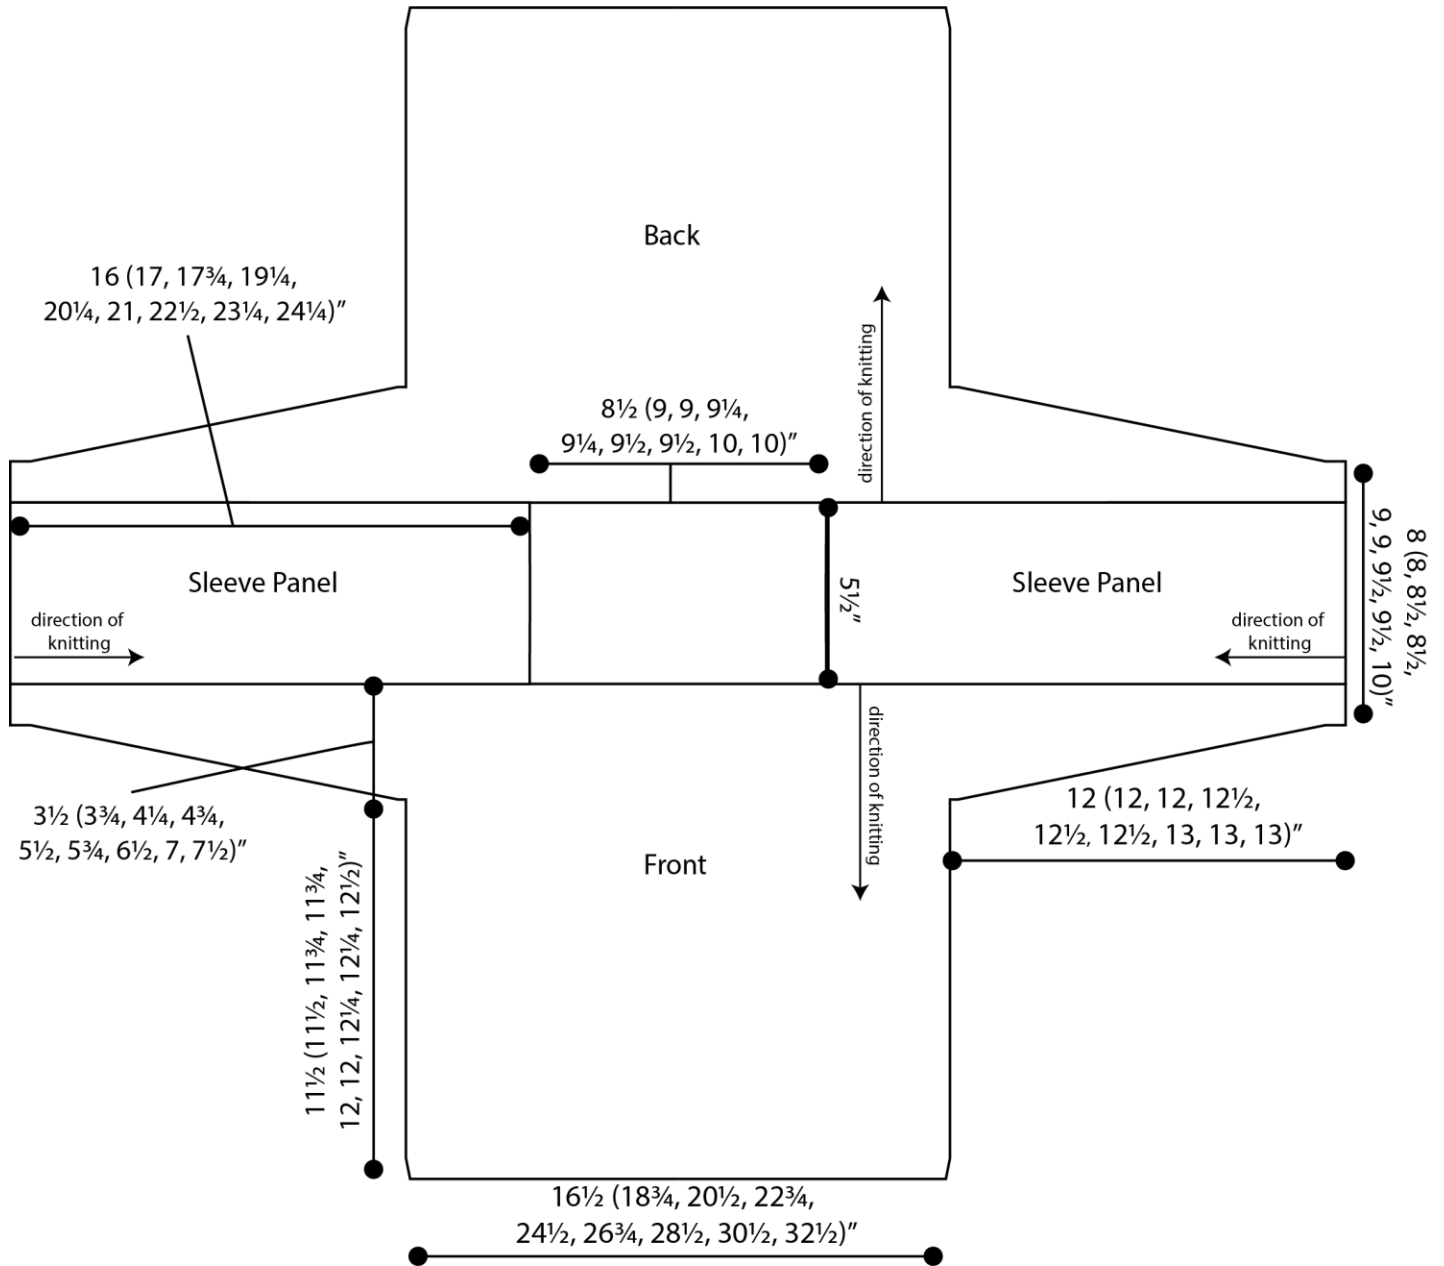 Back
16 (17, 17¾, 19¼,
20¼, 21, 22½, 23¼, 24¼)”
direction of knitting
8½ (9, 9, 9¼,
9¼, 9½, 9½, 10, 10)”
Sleeve Panel
direction of
knitting
5½”
Sleeve Panel
direction of
knitting
8 (8, 8½, 8½,
9, 9, 9½, 9½, 10)”
3½ (3¾, 4¼, 4¾,
5½, 5¾, 6½, 7, 7½)”
direction of knitting
12 (12, 12, 12½,
12½, 12½, 13, 13, 13)”
Front
11½ (11½, 11¾, 11¾,
12, 12, 12¼, 12¼, 12½)”
16½ (18¾, 20½, 22¾,
24½, 26¾, 28½, 30½, 32½)”